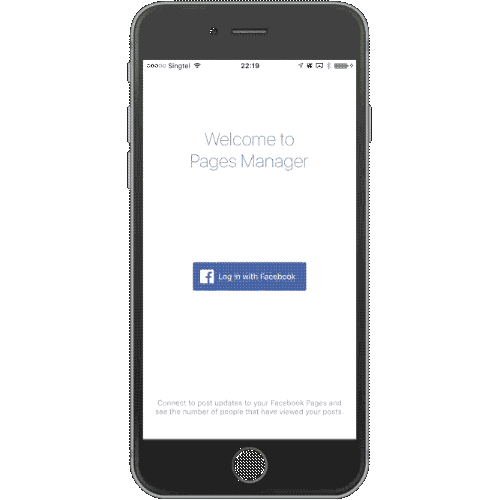 Singtel 22:19
Welcome to
Pages Manager
Log in with Facebook
Connect to post updates to your Facebook Pages and
see the number of people that have viewed your posts.